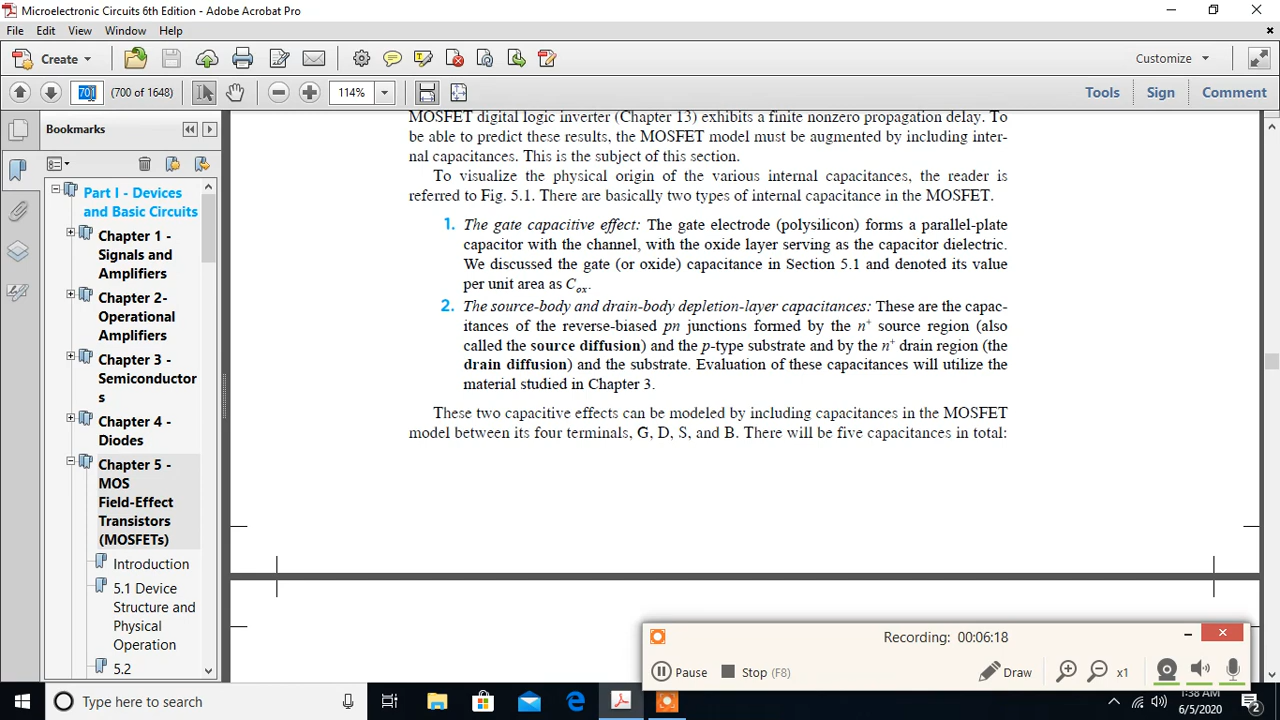 Microelectronic Circuits 6th Edition - Adobe Acrobat Pro
File Edit View Window Help
Create
Customize
701 (700 of 1648)
114%
Tools Sign Comment
Bookmarks
Part I - Devices
and Basic Circuits
Chapter 1 -
Signals and
Amplifiers
Chapter 2-
Operational
Amplifiers
Chapter 3 -
Semiconductor
s
Chapter 4 -
Diodes
Chapter 5 -
MOS
Field-Effect
Transistors
(MOSFETs)
Introduction
5.1 Device
Structure and
Physical
Operation
5.2
MOSFET digital logic inverter (Chapter 13) exhibits a finite nonzero propagation delay. To
be able to predict these results, the MOSFET model must be augmented by including inter-
nal capacitances. This is the subject of this section.
To visualize the physical origin of the various internal capacitances, the reader is
referred to Fig. 5.1. There are basically two types of internal capacitance in the MOSFET.
1. The gate capacitive effect: The gate electrode (polysilicon) forms a parallel-plate
capacitor with the channel, with the oxide layer serving as the capacitor dielectric.
We discussed the gate (or oxide) capacitance in Section 5.1 and denoted its value
per unit area as Cox.
2. The source-body and drain-body depletion-layer capacitances: These are the capac-
itances of the reverse-biased pn junctions formed by the n+ source region (also
called the source diffusion) and the p-type substrate and by the n+ drain region (the
drain diffusion) and the substrate. Evaluation of these capacitances will utilize the
material studied in Chapter 3.
These two capacitive effects can be modeled by including capacitances in the MOSFET
model between its four terminals, G, D, S, and B. There will be five capacitances in total:
Recording: 00:06:18
Pause Stop (F8) Draw x1
Type here to search
1:38 AM
6/5/2020
2